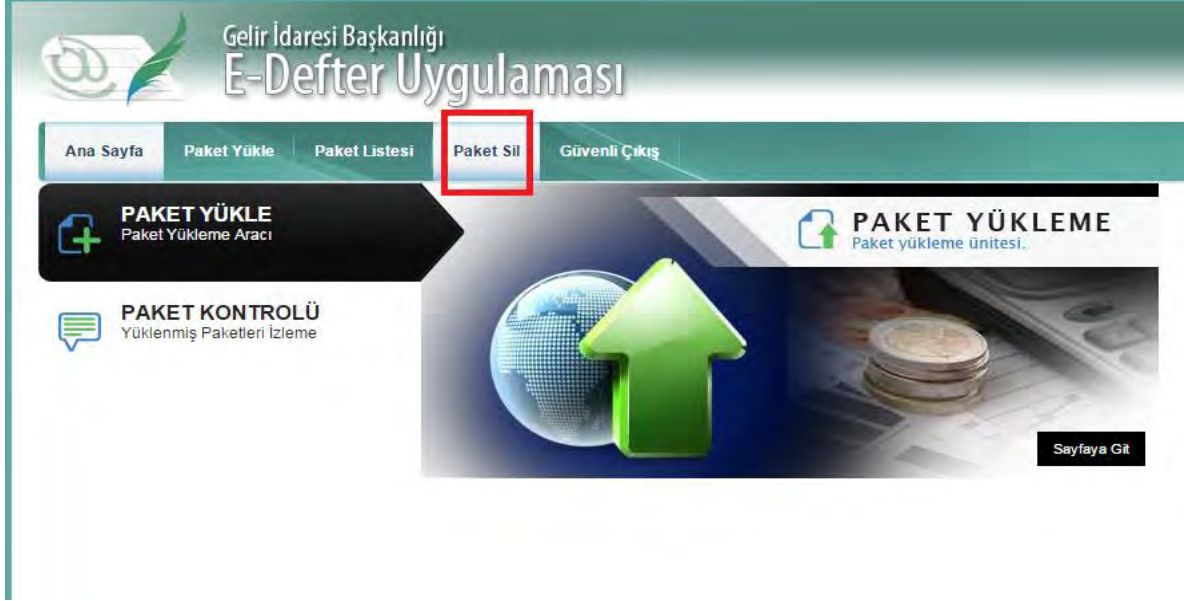 Gelir İdaresi Başkanlığı
E-Defter Uygulaması
Ana Sayfa
Paket Yükle
Paket Listesi
Paket Sil
Güvenli Çıkış
PAKET YÜKLE
Paket Yükleme Aracı
PAKET KONTROLÜ
Yüklenmiş Paketleri İzleme
PAKET YÜKLEME
Paket yükleme ünitesi.
Sayfaya Git